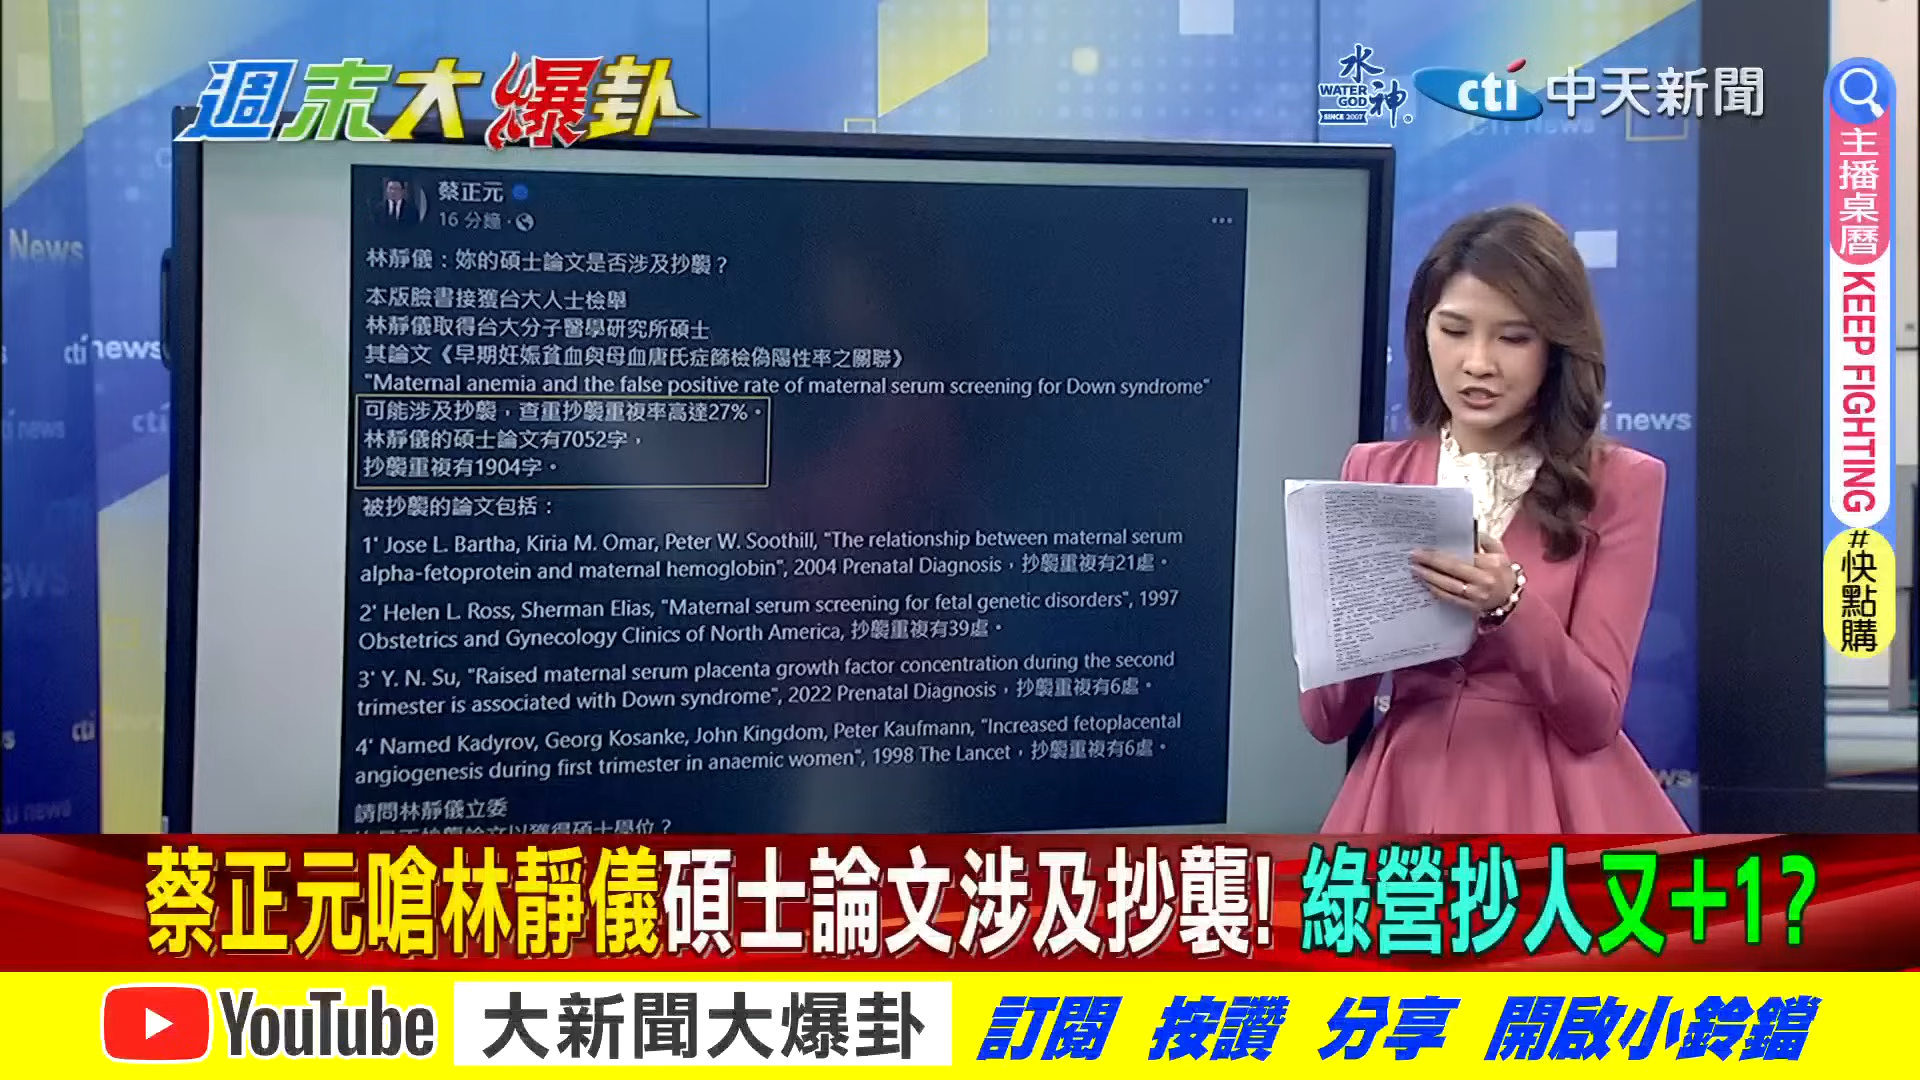 週末大爆卦
水神
WATER GOD
SINCE 2007
cti 中天新聞
主播桌曆 KEEP FIGHTING
#快點購
蔡正元
16 分鐘
林靜儀：妳的碩士論文是否涉及抄襲？
本版臉書接獲台大人士檢舉
林靜儀取得台大分子醫學研究所碩士
其論文《早期妊娠貧血與母血唐氏症篩檢偽陽性率之關聯》
"Maternal anemia and the false positive rate of maternal serum screening for Down syndrome"
可能涉及抄襲，查重抄襲重複率高達27%。
林靜儀的碩士論文有7052字，
抄襲重複有1904字。
被抄襲的論文包括：
1' Jose L. Bartha, Kiria M. Omar, Peter W. Soothill, "The relationship between maternal serum
alpha-fetoprotein and maternal hemoglobin", 2004 Prenatal Diagnosis，抄襲重複有21處。
2' Helen L. Ross, Sherman Elias, "Maternal serum screening for fetal genetic disorders", 1997
Obstetrics and Gynecology Clinics of North America, 抄襲重複有39處。
3' Y. N. Su, "Raised maternal serum placenta growth factor concentration during the second
trimester is associated with Down syndrome", 2022 Prenatal Diagnosis，抄襲重複有6處。
4' Named Kadyrov, Georg Kosanke, John Kingdom, Peter Kaufmann, "Increased fetoplacental
angiogenesis during first trimester in anaemic women", 1998 The Lancet，抄襲重複有6處。
請問林靜儀立委
抄襲論文以獲得碩士學位？
News
cti news
cti news
蔡正元嗆林靜儀碩士論文涉及抄襲! 綠營抄人又+1?
YouTube 大新聞大爆卦 訂閱 按讚 分享 開啟小鈴鐺